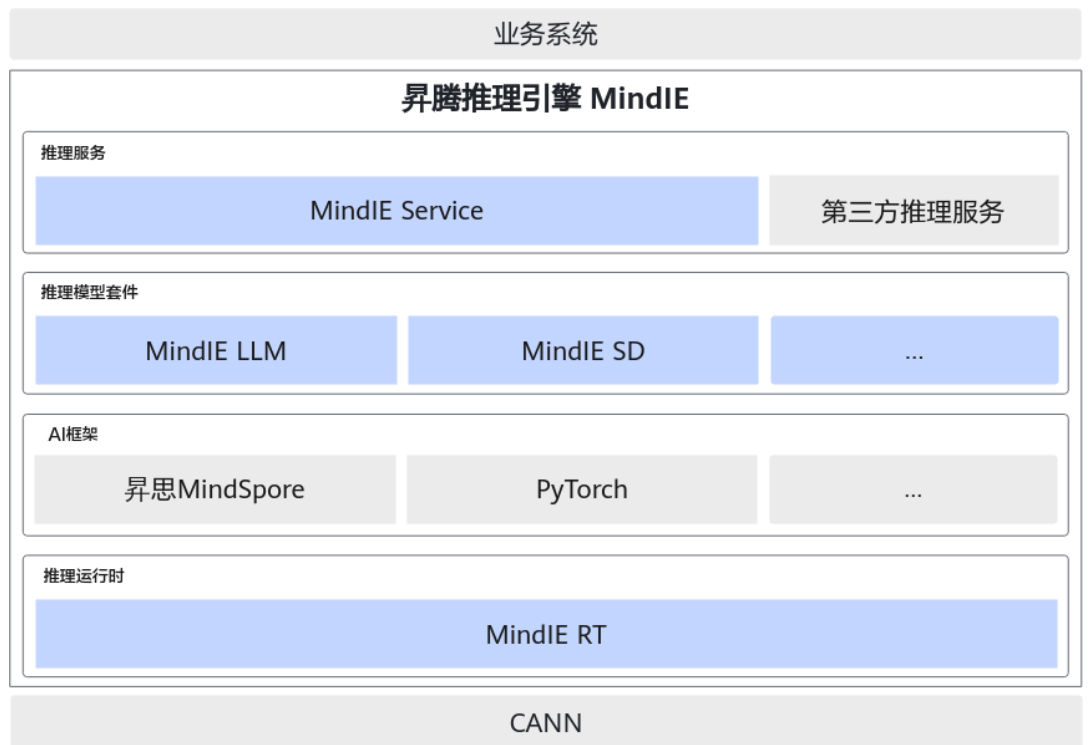 业务系统
昇腾推理引擎 MindIE
推理服务
MindIE Service
第三方推理服务
推理模型套件
MindIE LLM
MindIE SD
...
AI框架
昇思MindSpore
PyTorch
...
推理运行时
MindIE RT
CANN